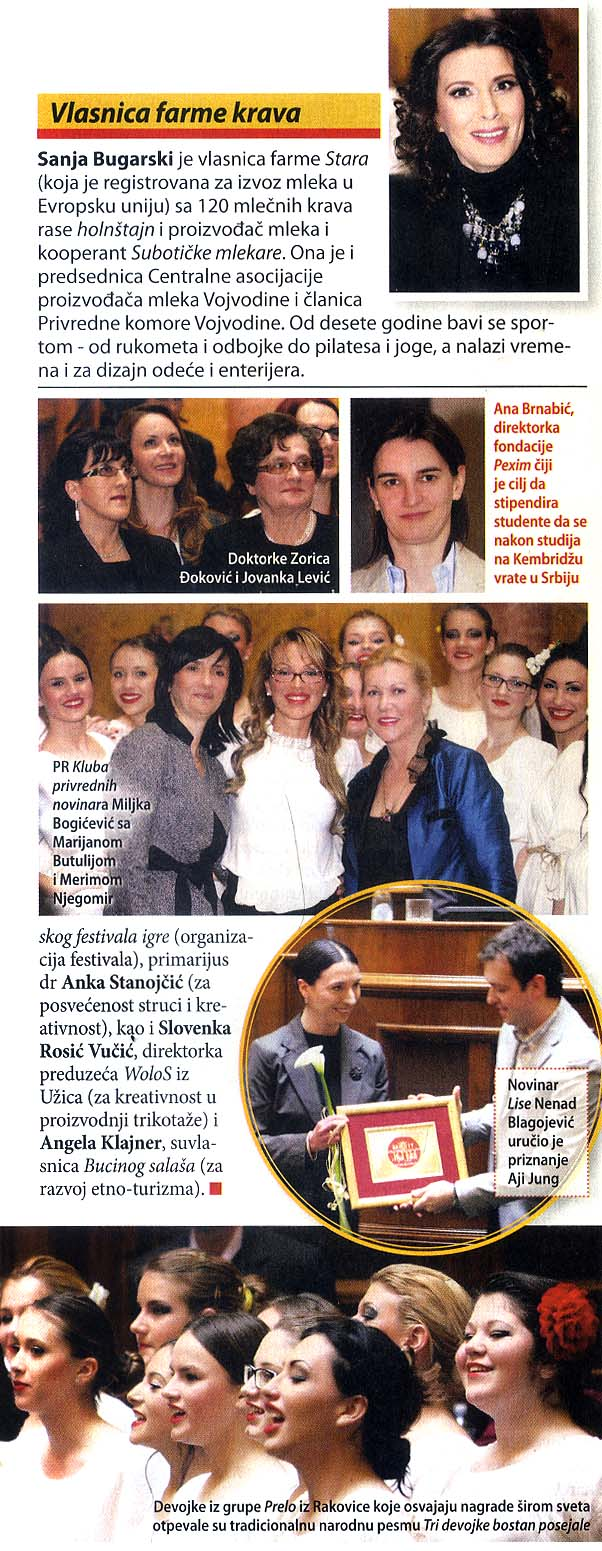 Vlasnica farme krava
Sanja Bugarski je vlasnica farme Stara
(koja je registrovana za izvoz mleka u
Evropsku uniju) sa 120 mlečnih krava
rase holnštajn i proizvođač mleka i
kooperant Subotičke mlekare. Ona je i
predsednica Centralne asocijacije
proizvođača mleka Vojvodine i članica
Privredne komore Vojvodine. Od desete godine bavi se spor-
tom - od rukometa i odbojke do pilatesa i joge, a nalazi vreme-
na i za dizajn odeće i enterijera.
Doktorke Zorica
Đoković i Jovanka Lević
Ana Brnabić,
direktorka
fondacije
Pexim čiji
je cilj da
stipendira
studente da se
nakon studija
na Kembridžu
vrate u Srbiju
PR Kluba
privrednih
novinara Miljka
Bogićević sa
Marijanom
Butulijom
i Merimom
Njegomir
skog festivala igre (organiza-
cija festivala), primarijus
dr Anka Stanojčić (za
posvećenost struci i kre-
ativnost), kao i Slovenka
Rosić Vučić, direktorka
preduzeća WoloS iz
Užica (za kreativnost u
proizvodnji trikotaže) i
Angela Klajner, suvla-
snica Bucinog salaša (za
razvoj etno-turizma).
Novinar
Lise Nenad
Blagojević
uručio je
priznanje
Aji Jung
Devojke iz grupe Prelo iz Rakovice koje osvajaju nagrade širom sveta
otpevale su tradicionalnu narodnu pesmu Tri devojke bostan posejale